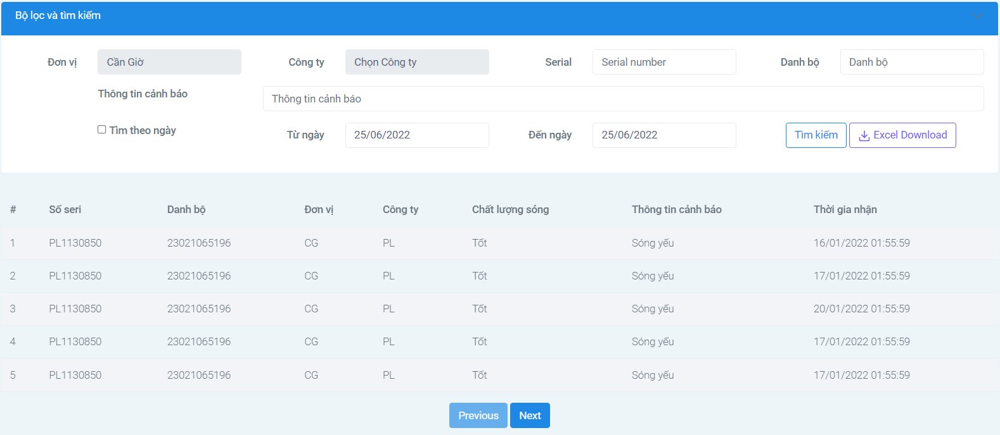 Bộ lọc và tìm kiếm
Đơn vị Cần Giờ Công ty Chọn Công ty Serial Serial number Danh bộ Danh bộ
Thông tin cảnh báo Thông tin cảnh báo
Tìm theo ngày Từ ngày 25/06/2022 Đến ngày 25/06/2022 Tìm kiếm Excel Download
# Số seri Danh bộ Đơn vị Công ty Chất lượng sóng Thông tin cảnh báo Thời gia nhận
1 PL1130850 23021065196 CG PL Tốt Sóng yếu 16/01/2022 01:55:59
2 PL1130850 23021065196 CG PL Tốt Sóng yếu 17/01/2022 01:55:59
3 PL1130850 23021065196 CG PL Tốt Sóng yếu 20/01/2022 01:55:59
4 PL1130850 23021065196 CG PL Tốt Sóng yếu 17/01/2022 01:55:59
5 PL1130850 23021065196 CG PL Tốt Sóng yếu 17/01/2022 01:55:59
Previous Next